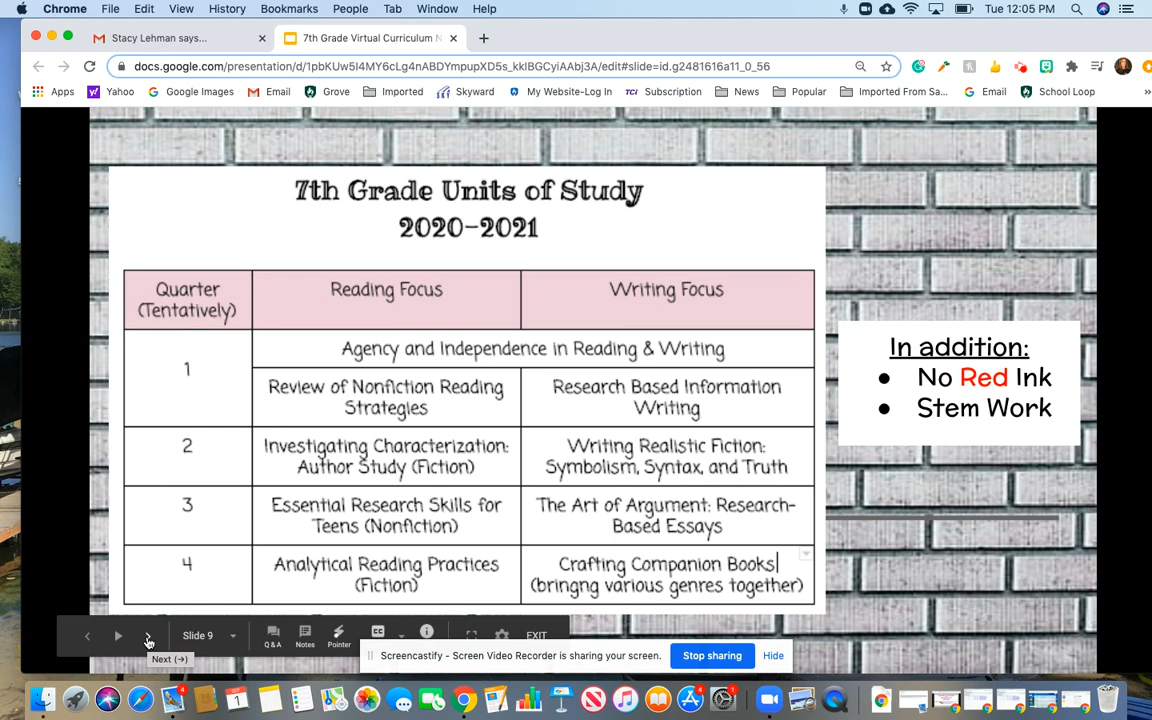 Chrome File Edit View History Bookmarks People Tab Window Help Tue 12:05 PM
Stacy Lehman says... 7th Grade Virtual Curriculum N
docs.google.com/presentation/d/1pbKUw5I4MY6cLg4nABDYmpupXD5s_kkIBGCyiAAbj3A/edit#slide=id.g2481616a11_0_56
Apps Yahoo Google Images Email Grove Imported Skyward My Website-Log In TCi Subscription News Popular Imported From Sa... Email School Loop »
7th Grade Units of Study
2020-2021
Quarter
(Tentatively)
Reading Focus
Writing Focus
1
Agency and Independence in Reading & Writing
Review of Nonfiction Reading
Strategies
Research Based Information
Writing
2
Investigating Characterization:
Author Study (Fiction)
Writing Realistic Fiction:
Symbolism, Syntax, and Truth
3
Essential Research Skills for
Teens (Nonfiction)
The Art of Argument: Research-
Based Essays
4
Analytical Reading Practices
(Fiction)
Crafting Companion Books
(bringng various genres together)
In addition:
• No Red Ink
• Stem Work
Slide 9 Q & A Notes Pointer CC EXIT
Next (→)
Screencastify - Screen Video Recorder is sharing your screen. Stop sharing Hide